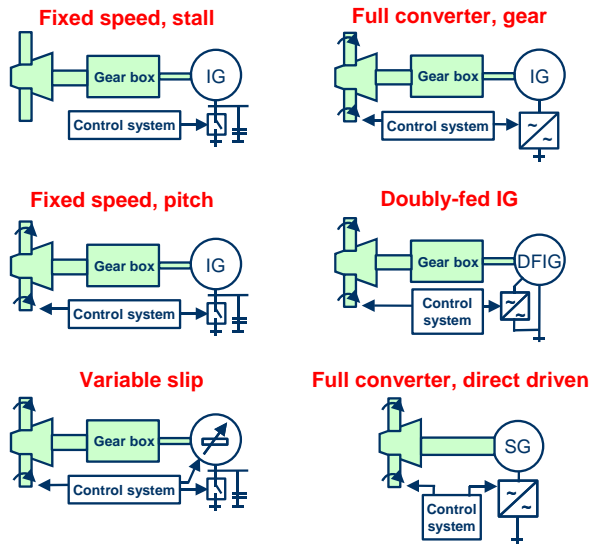 Fixed speed, stall
Gear box
IG
Control system
Full converter, gear
Gear box
IG
Control system
~
~
Fixed speed, pitch
Gear box
IG
Control system
Doubly-fed IG
Gear box
DFIG
Control
system
~
~
Variable slip
Gear box
Control system
Full converter, direct driven
SG
Control
system
~
~